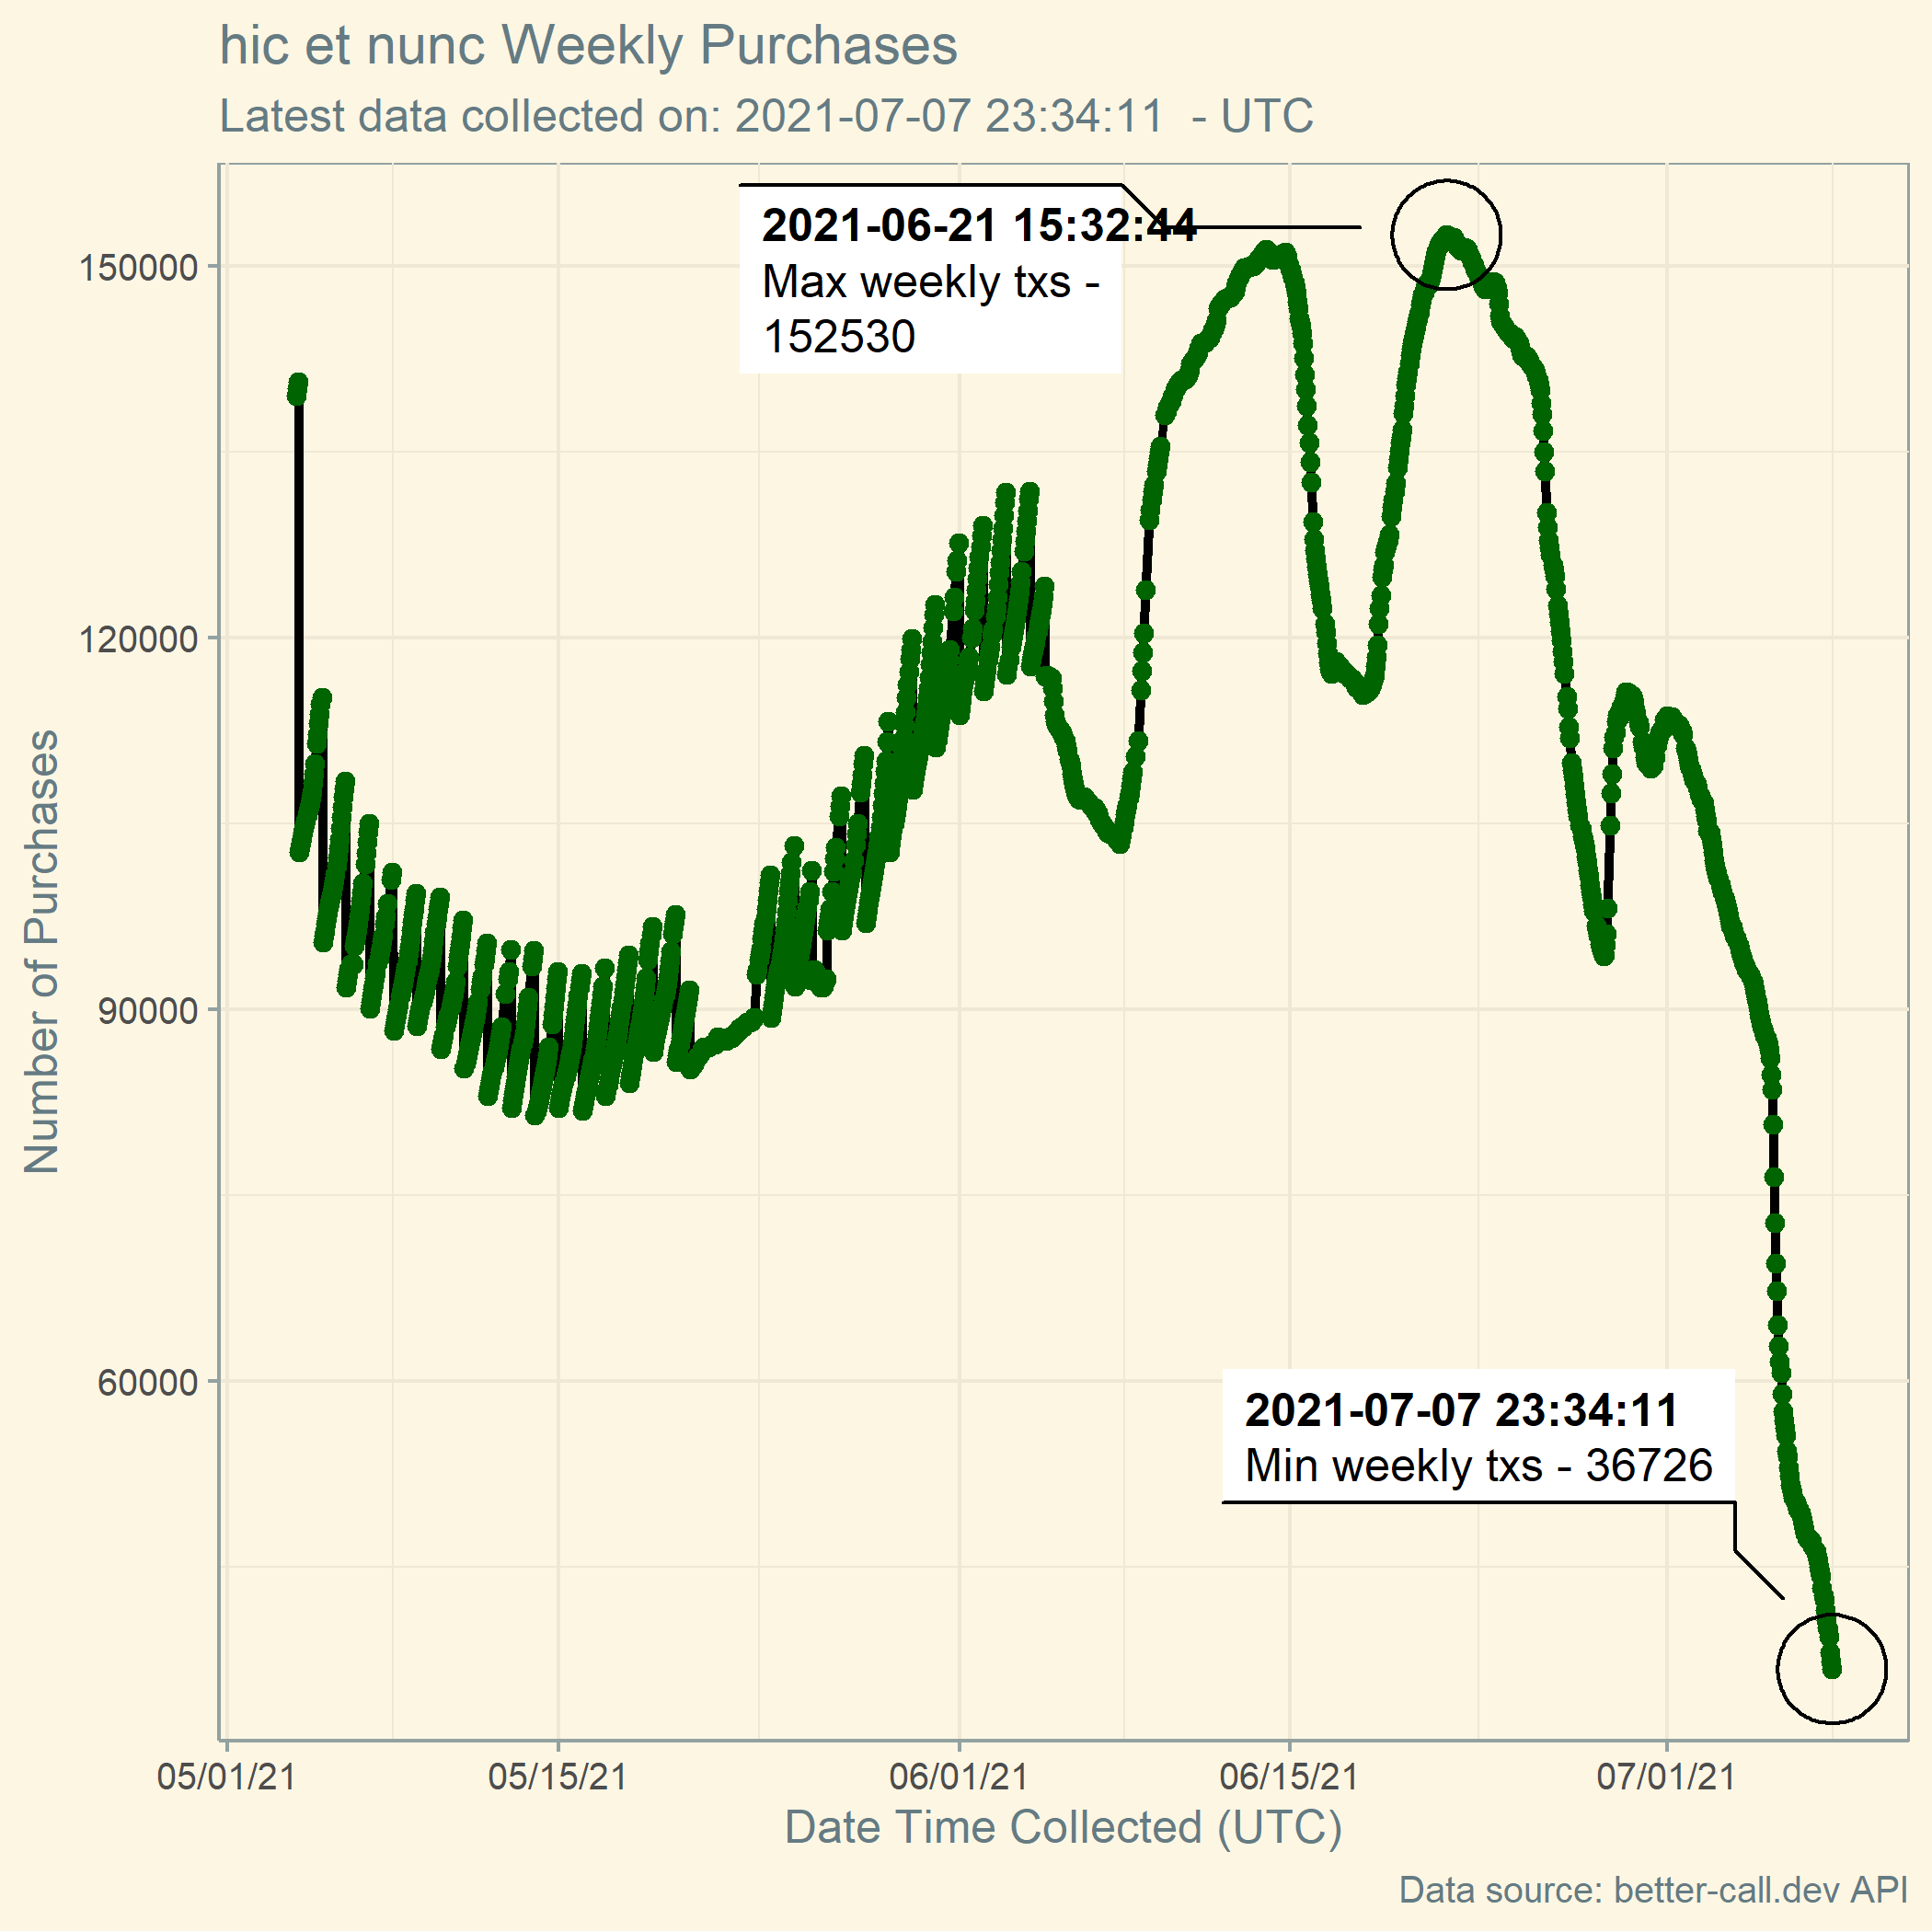 hic et nunc Weekly Purchases
Latest data collected on: 2021-07-07 23:34:11  - UTC
2021-06-21 15:32:44
Max weekly txs -
152530
150000
120000
90000
60000
Number of Purchases
2021-07-07 23:34:11
Min weekly txs - 36726
05/01/21
05/15/21
06/01/21
06/15/21
07/01/21
Date Time Collected (UTC)
Data source: better-call.dev API